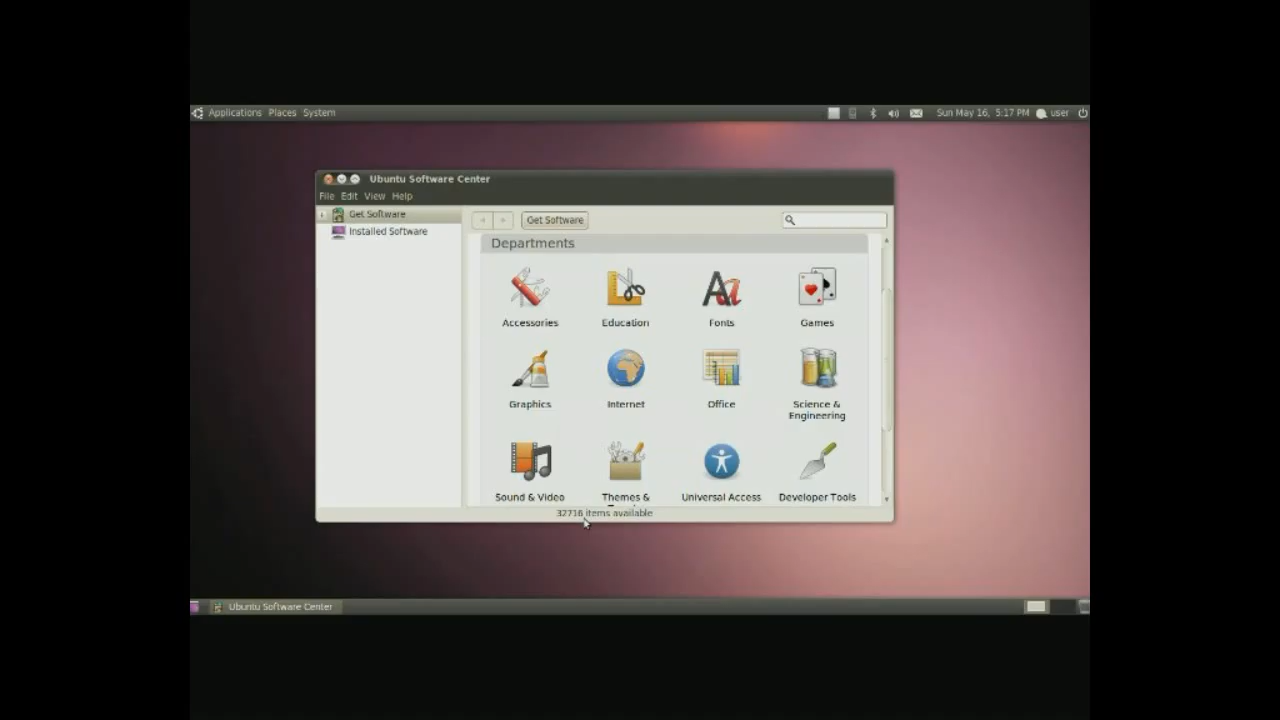 Applications Places System
Sun May 16, 5:17 PM user
Ubuntu Software Center
File Edit View Help
Get Software
Installed Software
Get Software
Departments
Accessories
Education
Fonts
Games
Graphics
Internet
Office
Science &
Engineering
Sound & Video
Themes &
Universal Access
Developer Tools
32716 items available
Ubuntu Software Center